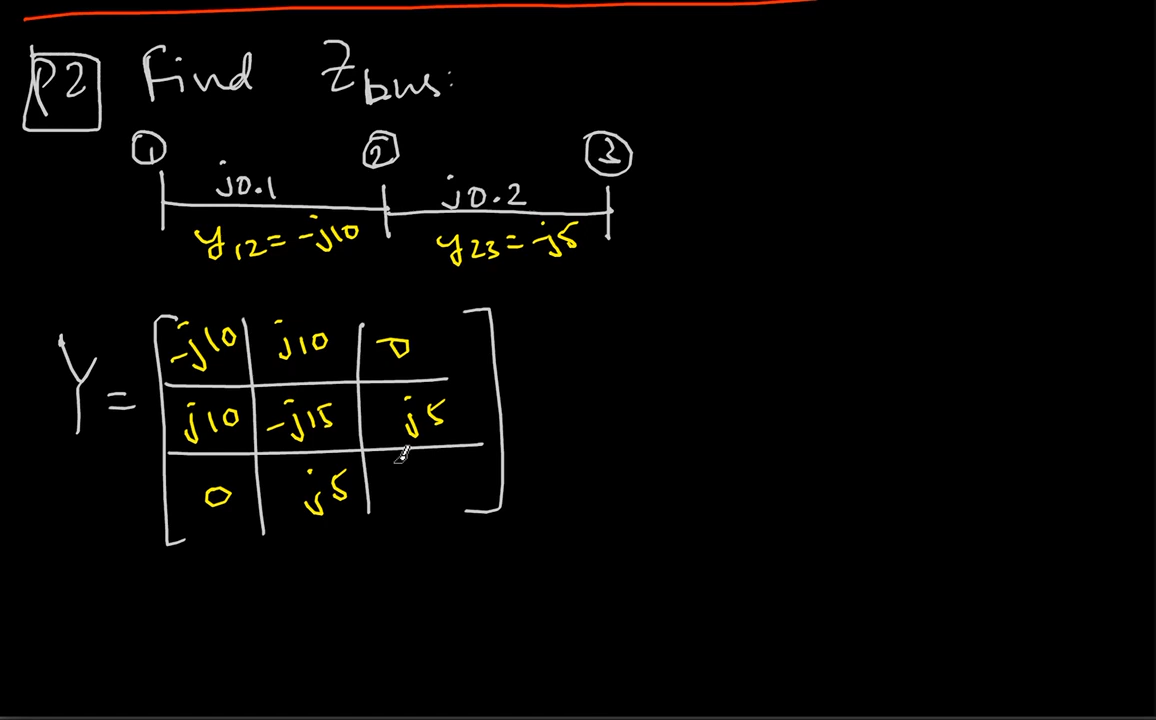 P2 Find Zbus:
1 2 3
j0.1 j0.2
y12=-j10 y23=-j5
-j10 j10 0
Y= j10 -j15 j5
0 j5